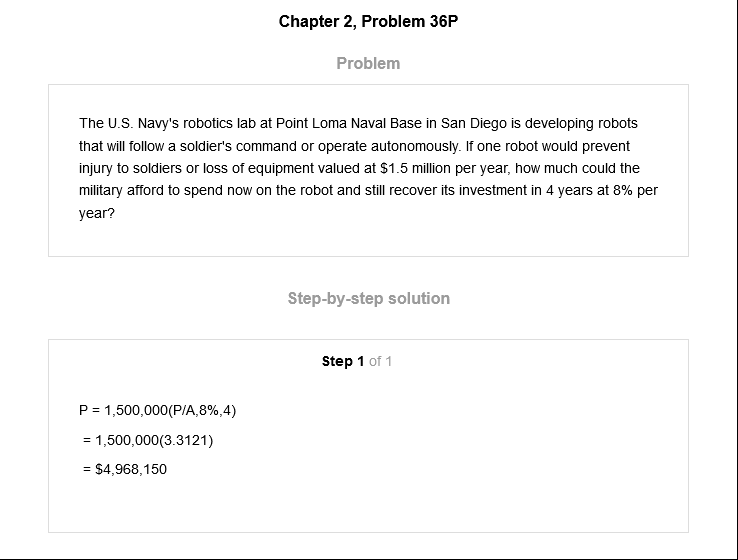 Chapter 2, Problem 36P
Problem
The U.S. Navy's robotics lab at Point Loma Naval Base in San Diego is developing robots
that will follow a soldier's command or operate autonomously. If one robot would prevent
injury to soldiers or loss of equipment valued at $1.5 million per year, how much could the
military afford to spend now on the robot and still recover its investment in 4 years at 8% per
year?
Step-by-step solution
Step 1 of 1
P = 1,500,000(P/A,8%,4)
= 1,500,000(3.3121)
= $4,968,150